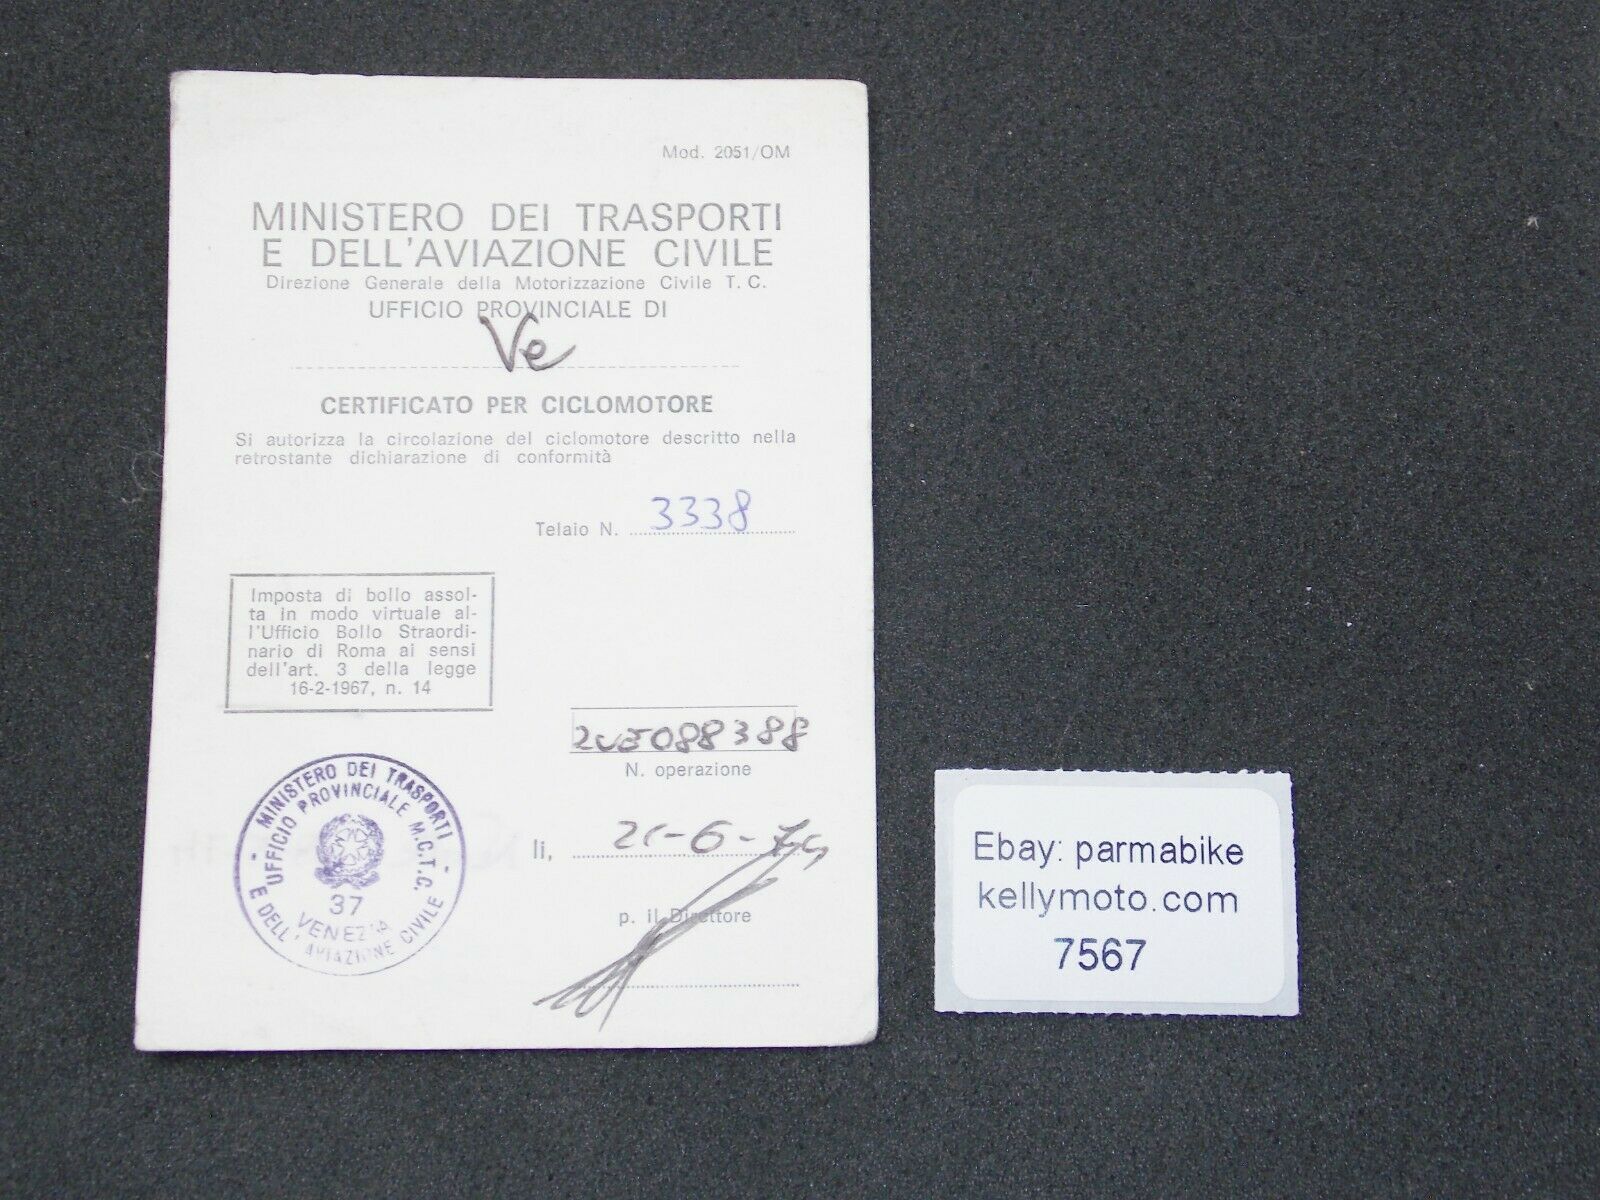 Mod. 2051/OM
MINISTERO DEI TRASPORTI
E DELL'AVIAZIONE CIVILE
Direzione Generale della Motorizzazione Civile T. C.
UFFICIO PROVINCIALE DI
Ve
CERTIFICATO PER CICLOMOTORE
Si autorizza la circolazione del ciclomotore descritto nella
retrostante dichiarazione di conformità
Telaio N. 3338
Imposta di bollo assol-
ta in modo virtuale al-
l'Ufficio Bollo Straordi-
nario di Roma ai sensi
dell'art. 3 della legge
16-2-1967, n. 14
N. operazione
li,
p. il Direttore
MINISTERO DEI TRASPORTI
E DELL'AVIAZIONE CIVILE
UFFICIO PROVINCIALE M.C.T.C.
37
VENEZIA
Ebay: parmabike
kellymoto.com
7567